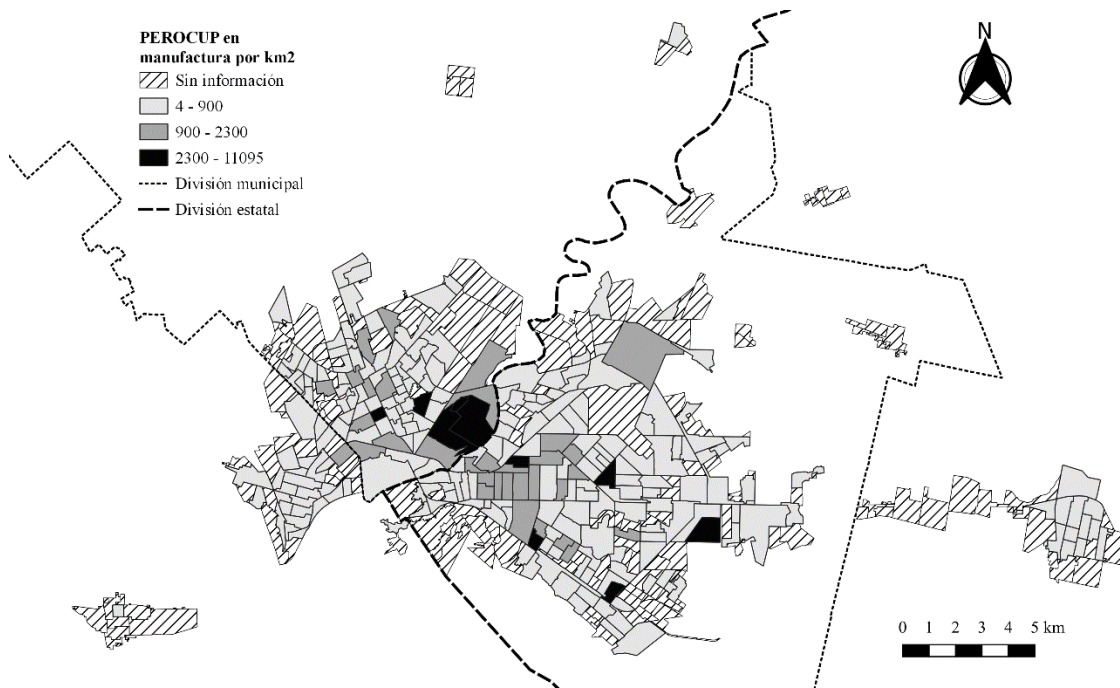 PEROCUP en
manufactura por km2
Sin información
4 - 900
900 - 2300
2300 - 11095
División municipal
División estatal
N
0 1 2 3 4 5 km